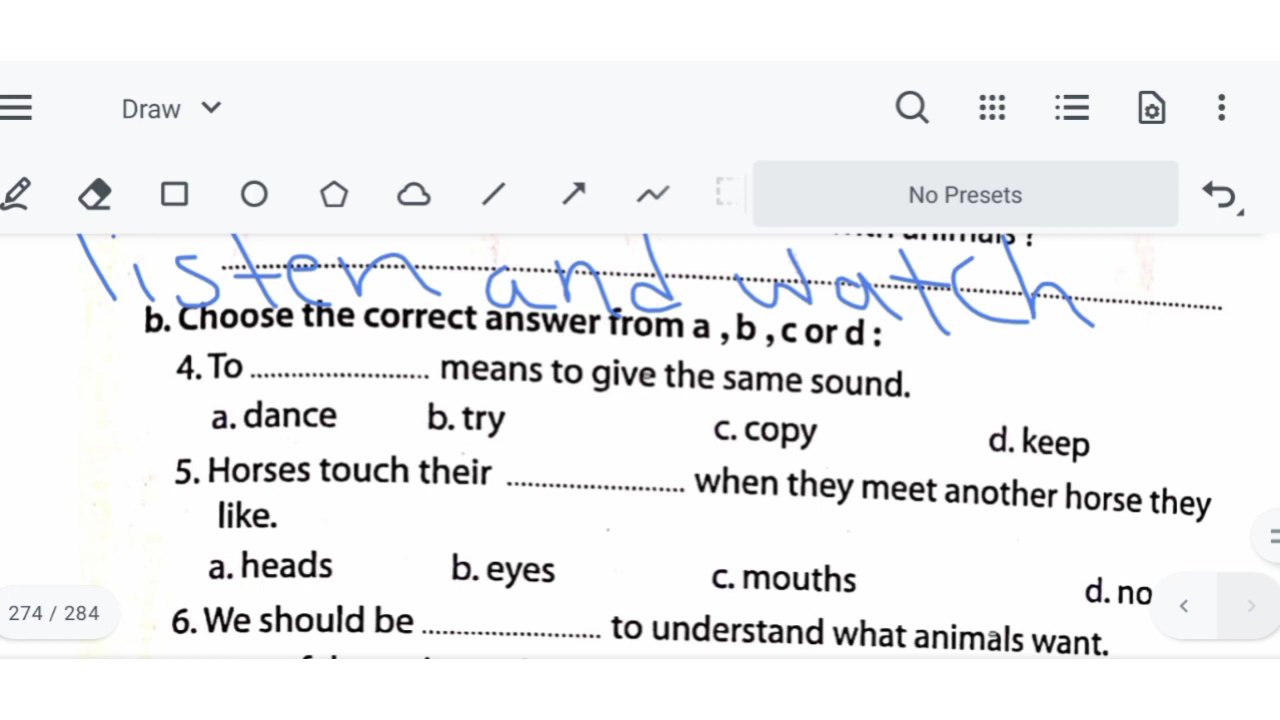 Draw
No Presets
listen and watch
b. Choose the correct answer from a , b , c or d :
4. To .......................... means to give the same sound.
a. dance b. try c. copy d. keep
5. Horses touch their .......................... when they meet another horse they
like.
a. heads b. eyes c. mouths d. no
274 / 284
6. We should be .......................... to understand what animals want.